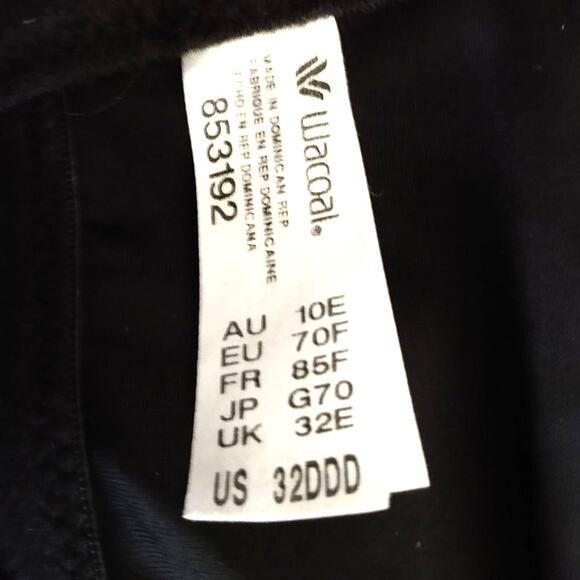 wacoal®
MADE IN DOMINICAN REP
FABRIQUE EN REP DOMINICAINE
HECHO EN REP DOMINICANA
853192
AU 10E
EU 70F
FR 85F
JP G70
UK 32E
US 32DDD